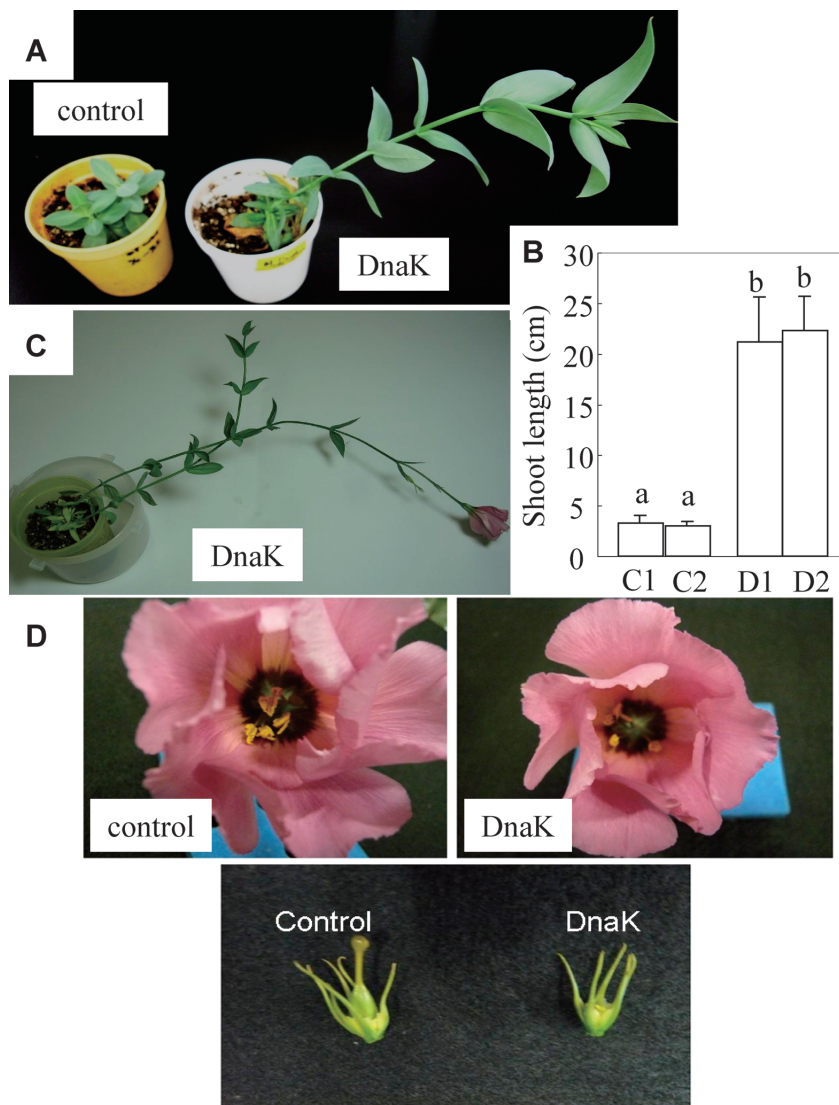 A
control
DnaK
B
30
25
20
15
10
5
0
Shoot length (cm)
a
a
b
b
C1
C2
D1
D2
C
DnaK
D
control
DnaK
Control
DnaK